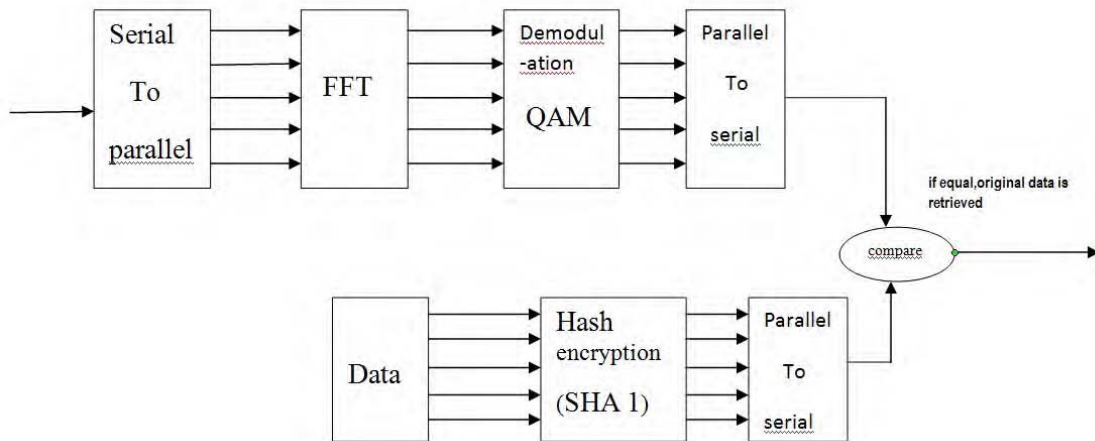 Serial
To
parallel
FFT
Demodul
-ation
QAM
Parallel
To
serial
if equal,original data is
retrieved
compare
Data
Hash
encryption
(SHA 1)
Parallel
To
serial